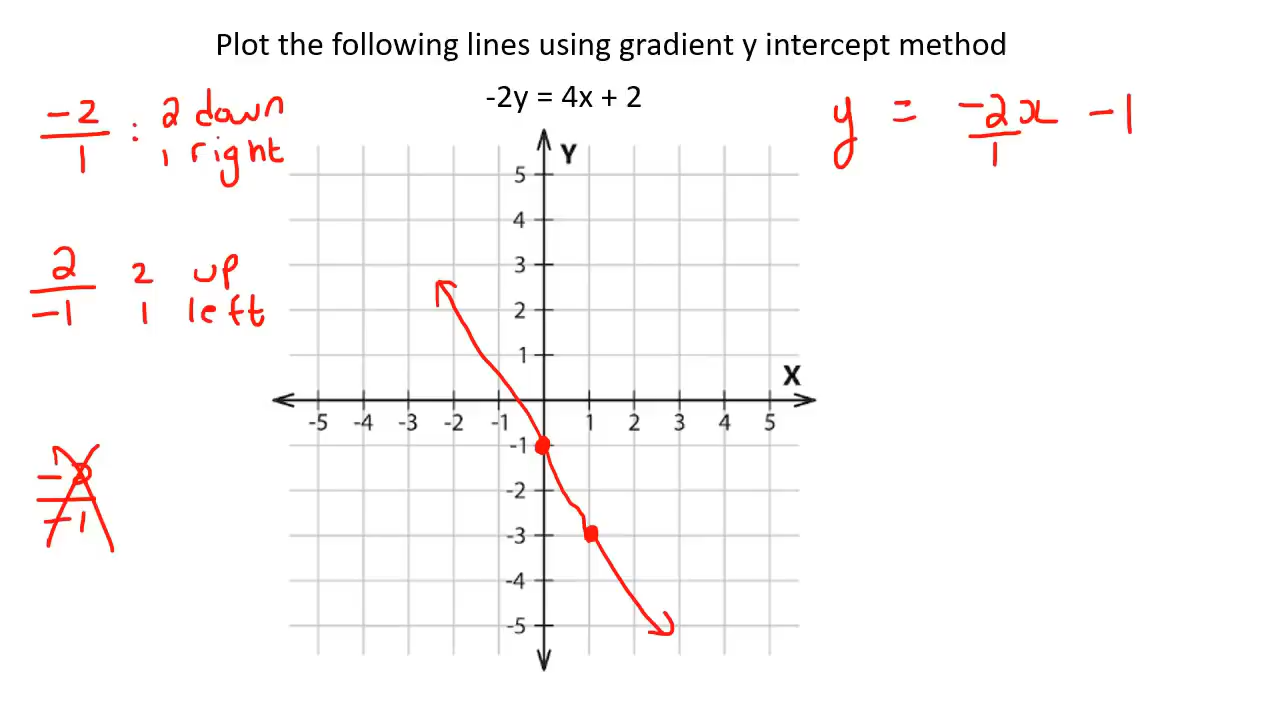 Plot the following lines using gradient y intercept method
-2y = 4x + 2
-2/1 : 2 down
1 right
y = -2x/1 -1
2/-1 2 up
1 left
-2/-1
Y
5
4
3
2
1
X
-5 -4 -3 -2 -1 1 2 3 4 5
-1
-2
-3
-4
-5